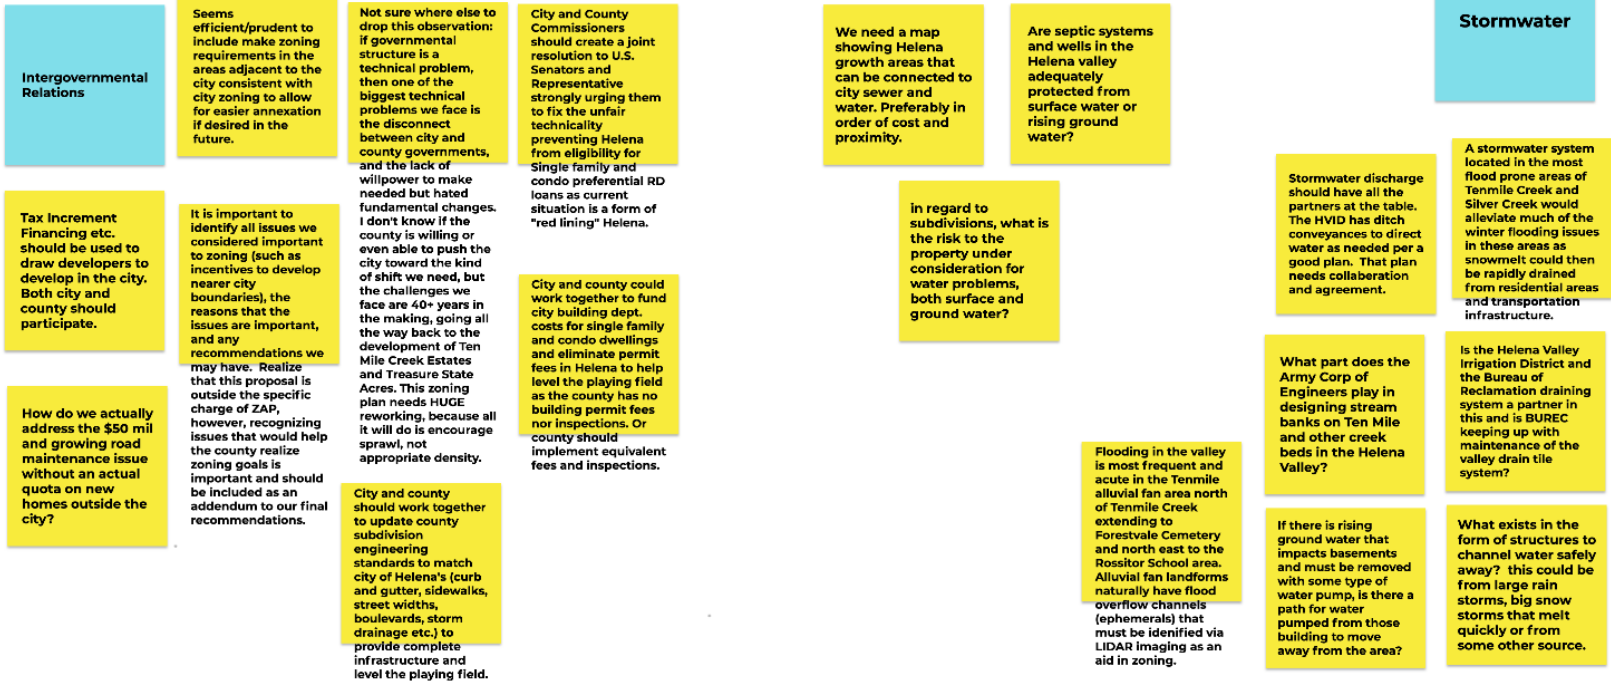 Intergovernmental
Relations
Seems
efficient/prudent to
include make zoning
requirements in the
areas adjacent to the
city consistent with
city zoning to allow
for easier annexation
if desired in the
future.
Not sure where else to
drop this observation:
if governmental
structure is a
technical problem,
then one of the
biggest technical
problems we face is
the disconnect
between city and
county governments,
and the lack of
willpower to make
needed but hated
fundamental changes.
I don't know if the
county is willing or
even able to push the
city toward the kind
of shift we need, but
the challenges we
face are 40+ years in
the making, going all
the way back to the
development of Ten
Mile Creek Estates
and Treasure State
Acres. This zoning
plan needs HUGE
reworking, because all
it will do is encourage
sprawl, not
appropriate density.
City and County
Commissioners
should create a joint
resolution to U.S.
Senators and
Representative
strongly urging them
to fix the unfair
technicality
preventing Helena
from eligibility for
Single family and
condo preferential RD
loans as current
situation is a form of
"red lining" Helena.
Tax Increment
Financing etc.
should be used to
draw developers to
develop in the city.
Both city and
county should
participate.
It is important to
identify all issues we
considered important
to zoning (such as
incentives to develop
nearer city
boundaries), the
reasons that the
issues are important,
and any
recommendations we
may have. Realize
that this proposal is
outside the specific
charge of ZAP,
however, recognizing
issues that would help
the county realize
zoning goals is
important and should
be included as an
addendum to our final
recommendations.
City and county could
work together to fund
city building dept.
costs for single family
and condo dwellings
and eliminate permit
fees in Helena to help
level the playing field
as the county has no
building permit fees
nor inspections. Or
county should
implement equivalent
fees and inspections.
How do we actually
address the $50 mil
and growing road
maintenance issue
without an actual
quota on new
homes outside the
city?
City and county
should work together
to update county
subdivision
engineering
standards to match
city of Helena's (curb
and gutter, sidewalks,
street widths,
boulevards, storm
drainage etc.) to
provide complete
infrastructure and
level the playing field.
We need a map
showing Helena
growth areas that
can be connected to
city sewer and
water. Preferably in
order of cost and
proximity.
Are septic systems
and wells in the
Helena valley
adequately
protected from
surface water or
rising ground
water?
in regard to
subdivisions, what is
the risk to the
property under
consideration for
water problems,
both surface and
ground water?
Stormwater
Stormwater discharge
should have all the
partners at the table.
The HVID has ditch
conveyances to direct
water as needed per a
good plan. That plan
needs collaberation
and agreement.
A stormwater system
located in the most
flood prone areas of
Tenmile Creek and
Silver Creek would
alleviate much of the
winter flooding issues
in these areas as
snowmelt could then
be rapidly drained
from residential areas
and transportation
infrastructure.
What part does the
Army Corp of
Engineers play in
designing stream
banks on Ten Mile
and other creek
beds in the Helena
Valley?
Is the Helena Valley
Irrigation District and
the Bureau of
Reclamation draining
system a partner in
this and is BUREC
keeping up with
maintenance of the
valley drain tile
system?
Flooding in the valley
is most frequent and
acute in the Tenmile
alluvial fan area north
of Tenmile Creek
extending to
Forestvale Cemetery
and north east to the
Rossitor School area.
Alluvial fan landforms
naturally have flood
overflow channels
(ephemerals) that
must be idenified via
LIDAR imaging as an
aid in zoning.
If there is rising
ground water that
impacts basements
and must be removed
with some type of
water pump, is there a
path for water
pumped from those
building to move
away from the area?
What exists in the
form of structures to
channel water safely
away? this could be
from large rain
storms, big snow
storms that melt
quickly or from
some other source.